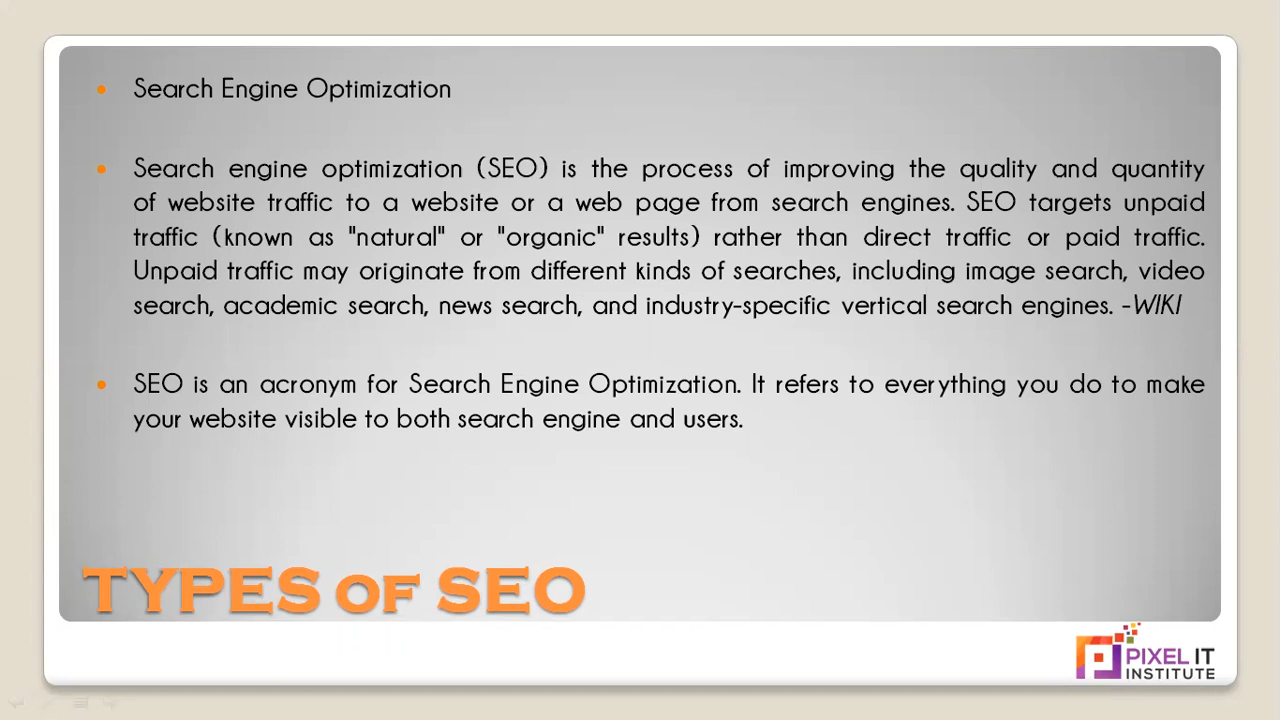 Search Engine Optimization
Search engine optimization (SEO) is the process of improving the quality and quantity
of website traffic to a website or a web page from search engines. SEO targets unpaid
traffic (known as "natural" or "organic" results) rather than direct traffic or paid traffic.
Unpaid traffic may originate from different kinds of searches, including image search, video
search, academic search, news search, and industry-specific vertical search engines. -WIKI
SEO is an acronym for Search Engine Optimization. It refers to everything you do to make
your website visible to both search engine and users.
TYPES OF SEO
PIXEL IT
INSTITUTE